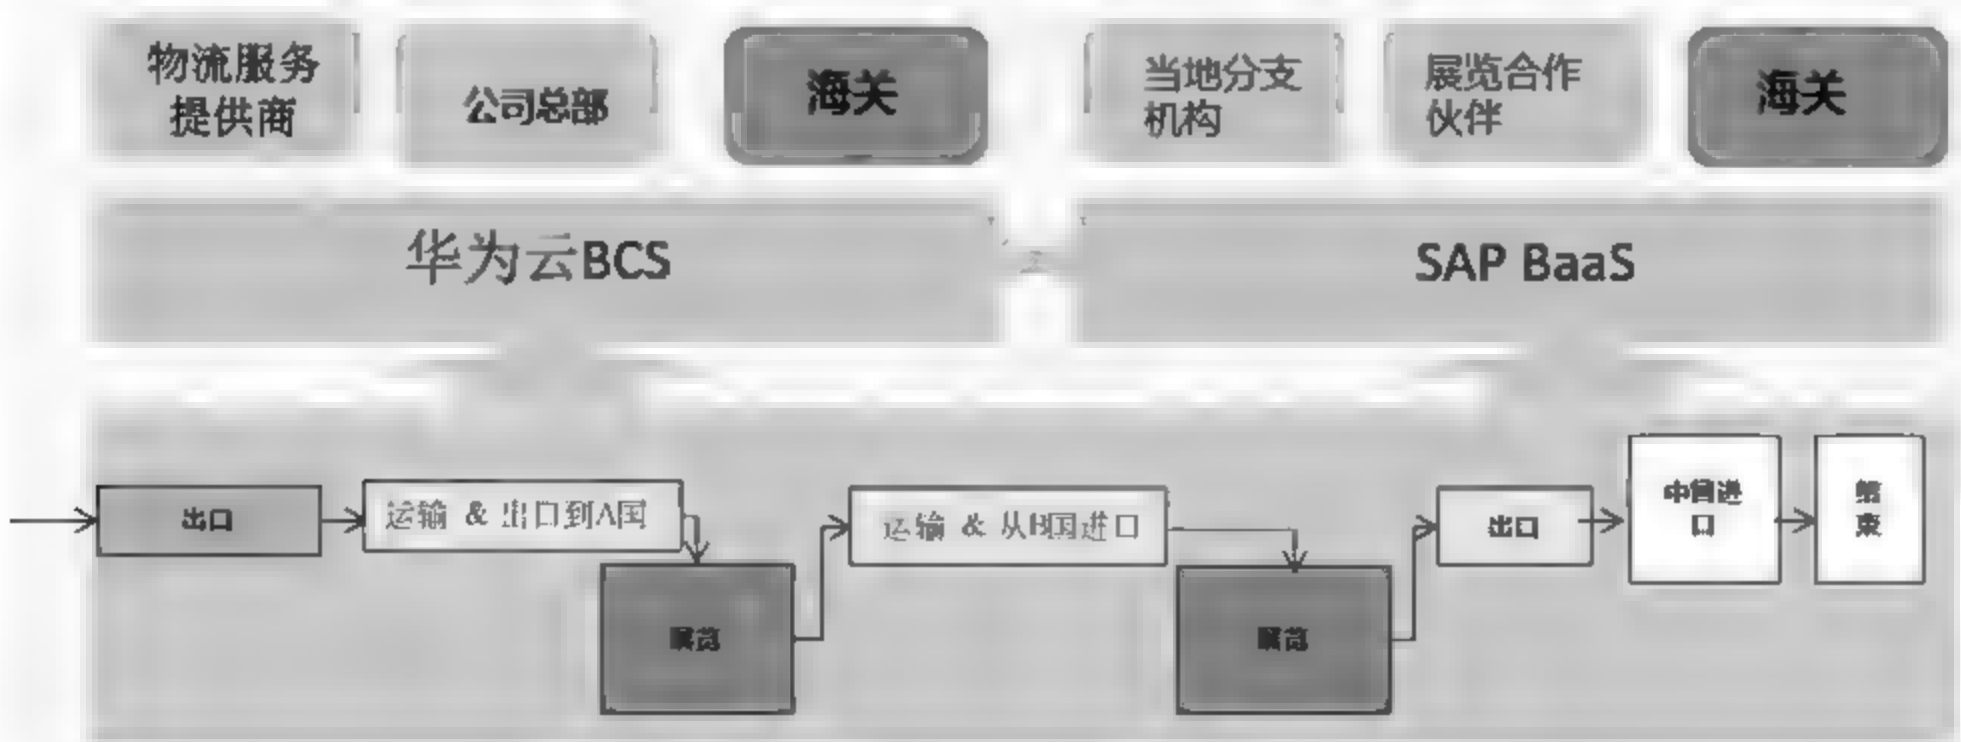 物流服务
提供商
公司总部
海关
当地分支
机构
展览合作
伙伴
海关
华为云BCS
SAP BaaS
出口
运输 & 出口到A国
展览
运输 & 从B国进口
展览
出口
中间进
口
结
束